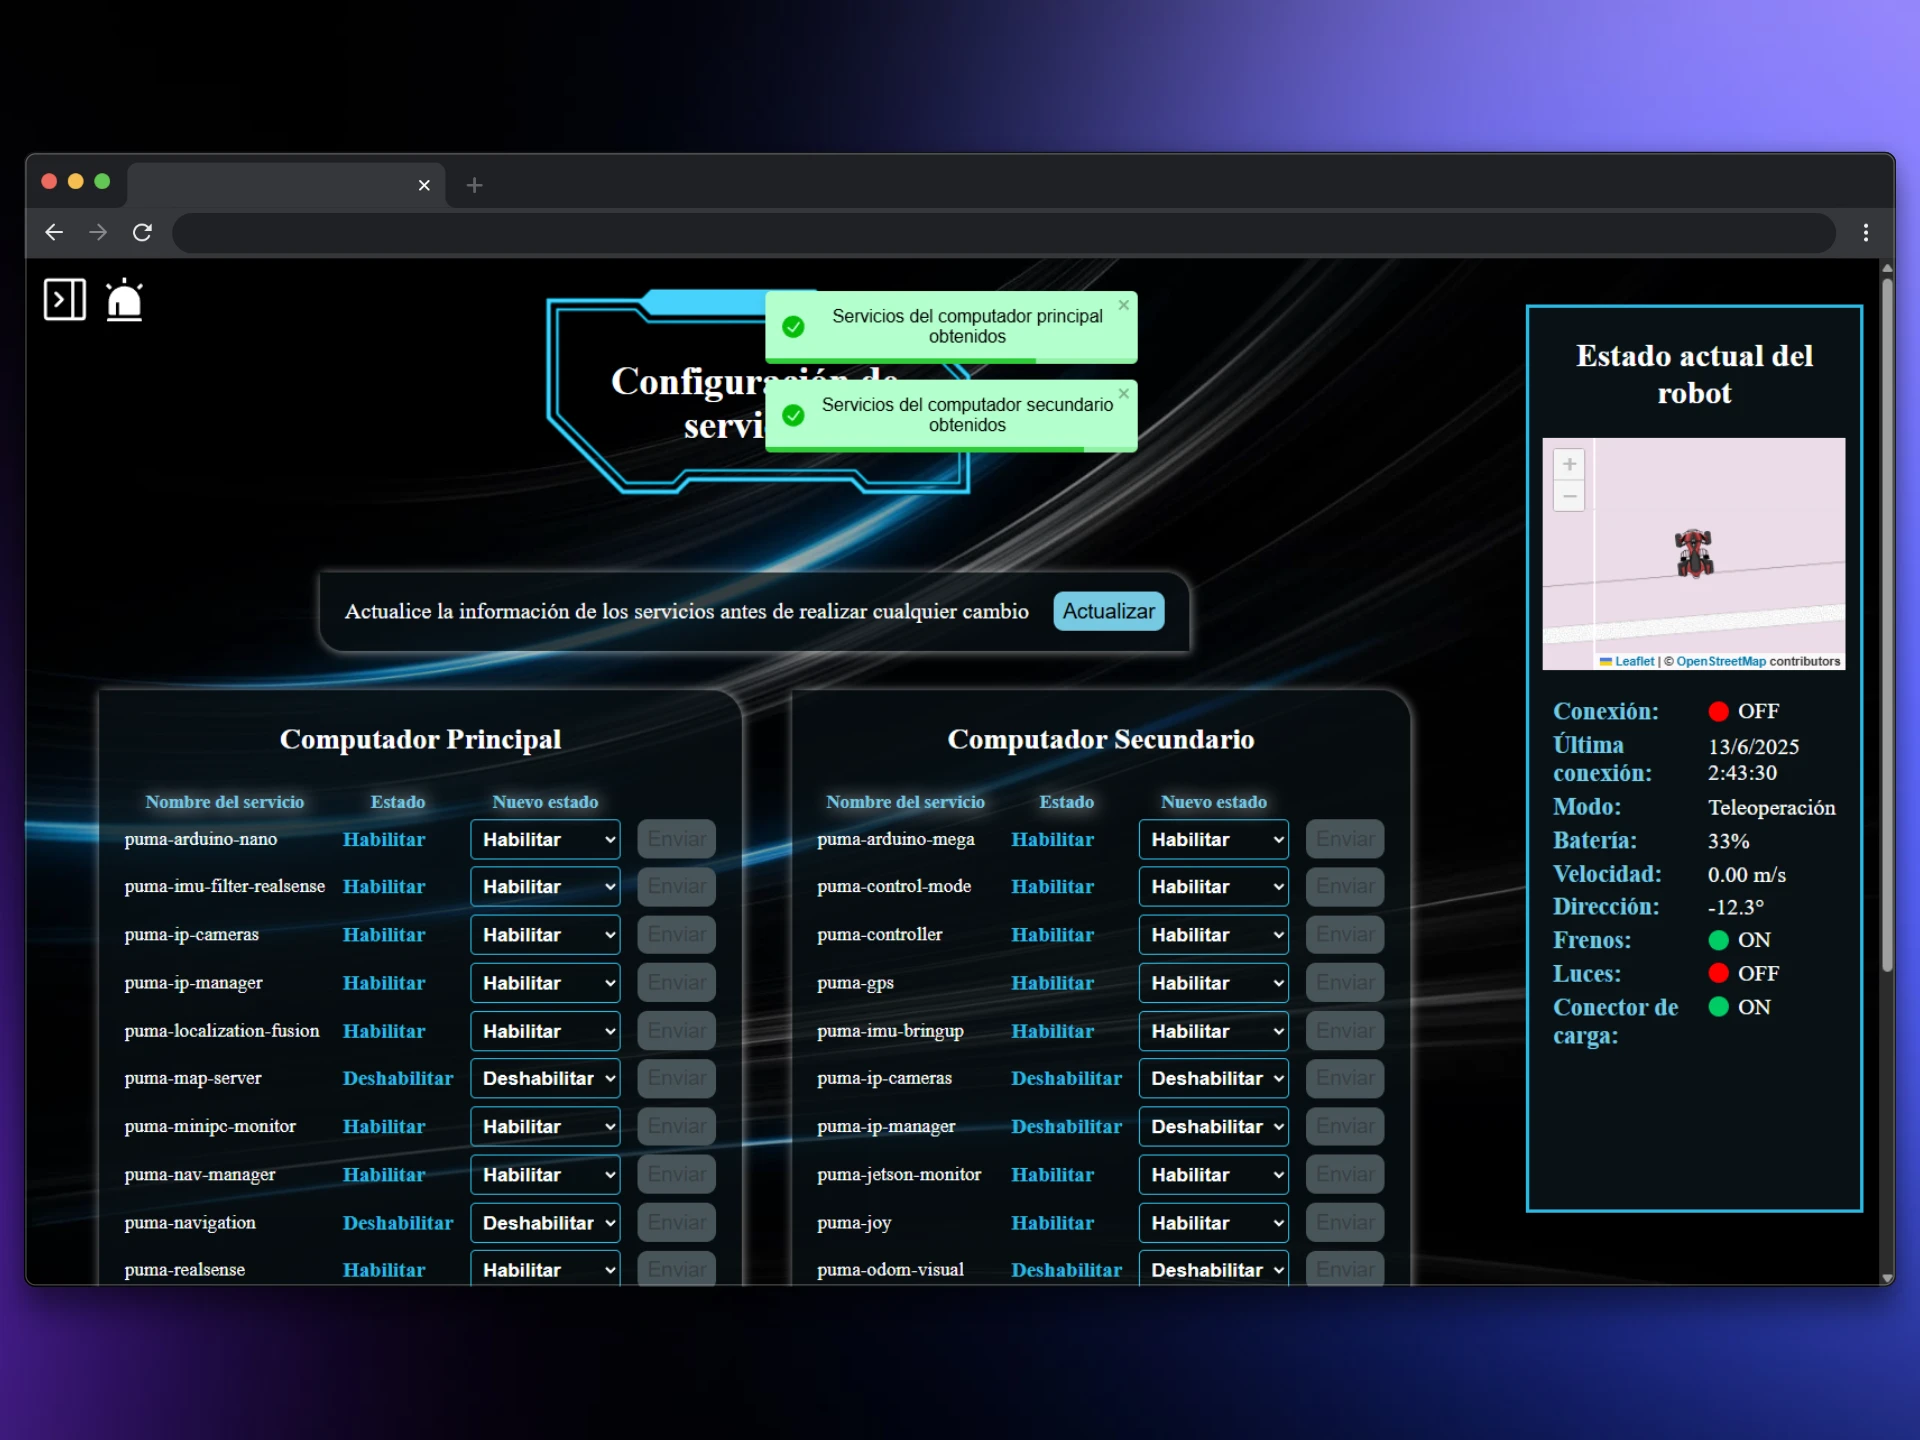 Servicios del computador principal
obtenidos
Servicios del computador secundario
obtenidos
Configuración de
servi
Actualice la información de los servicios antes de realizar cualquier cambio Actualizar
Computador Principal
Nombre del servicio Estado Nuevo estado
puma-arduino-nano Habilitar Habilitar Enviar
puma-imu-filter-realsense Habilitar Habilitar Enviar
puma-ip-cameras Habilitar Habilitar Enviar
puma-ip-manager Habilitar Habilitar Enviar
puma-localization-fusion Habilitar Habilitar Enviar
puma-map-server Deshabilitar Deshabilitar Enviar
puma-minipc-monitor Habilitar Habilitar Enviar
puma-nav-manager Habilitar Habilitar Enviar
puma-navigation Deshabilitar Deshabilitar Enviar
puma-realsense Habilitar Habilitar Enviar
Computador Secundario
Nombre del servicio Estado Nuevo estado
puma-arduino-mega Habilitar Habilitar Enviar
puma-control-mode Habilitar Habilitar Enviar
puma-controller Habilitar Habilitar Enviar
puma-gps Habilitar Habilitar Enviar
puma-imu-bringup Habilitar Habilitar Enviar
puma-ip-cameras Deshabilitar Deshabilitar Enviar
puma-ip-manager Deshabilitar Deshabilitar Enviar
puma-jetson-monitor Habilitar Habilitar Enviar
puma-joy Habilitar Habilitar Enviar
puma-odom-visual Deshabilitar Deshabilitar Enviar
Estado actual del
robot
+
−
Leaflet | © OpenStreetMap contributors
Conexión: OFF
Última conexión: 13/6/2025 2:43:30
Modo: Teleoperación
Batería: 33%
Velocidad: 0.00 m/s
Dirección: -12.3°
Frenos: ON
Luces: OFF
Conector de carga: ON